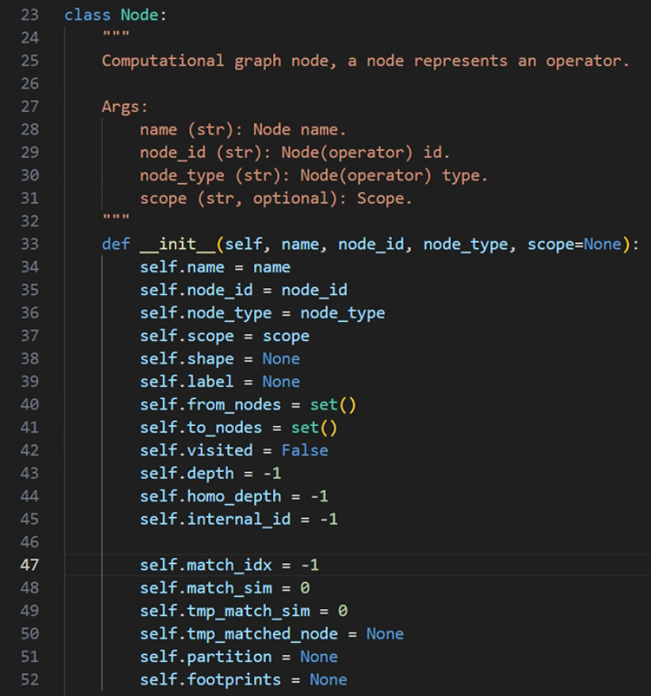 23 class Node:
24     """
25     Computational graph node, a node represents an operator.
26
27     Args:
28         name (str): Node name.
29         node_id (str): Node(operator) id.
30         node_type (str): Node(operator) type.
31         scope (str, optional): Scope.
32     """
33     def __init__(self, name, node_id, node_type, scope=None):
34         self.name = name
35         self.node_id = node_id
36         self.node_type = node_type
37         self.scope = scope
38         self.shape = None
39         self.label = None
40         self.from_nodes = set()
41         self.to_nodes = set()
42         self.visited = False
43         self.depth = -1
44         self.homo_depth = -1
45         self.internal_id = -1
46
47         self.match_idx = -1
48         self.match_sim = 0
49         self.tmp_match_sim = 0
50         self.tmp_matched_node = None
51         self.partition = None
52         self.footprints = None